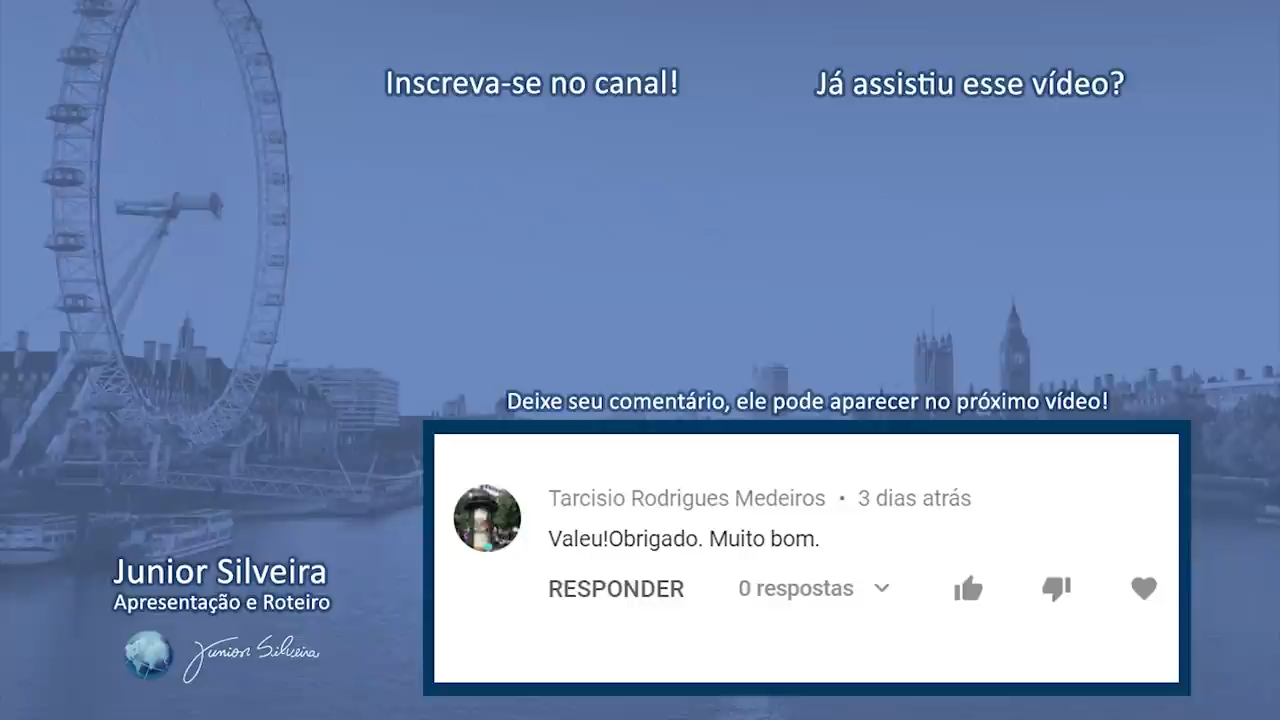 Inscreva-se no canal!
Já assistiu esse vídeo?
Deixe seu comentário, ele pode aparecer no próximo vídeo!
Tarcisio Rodrigues Medeiros • 3 dias atrás
Valeu!Obrigado. Muito bom.
RESPONDER 0 respostas
Junior Silveira
Apresentação e Roteiro
Junior Silveira